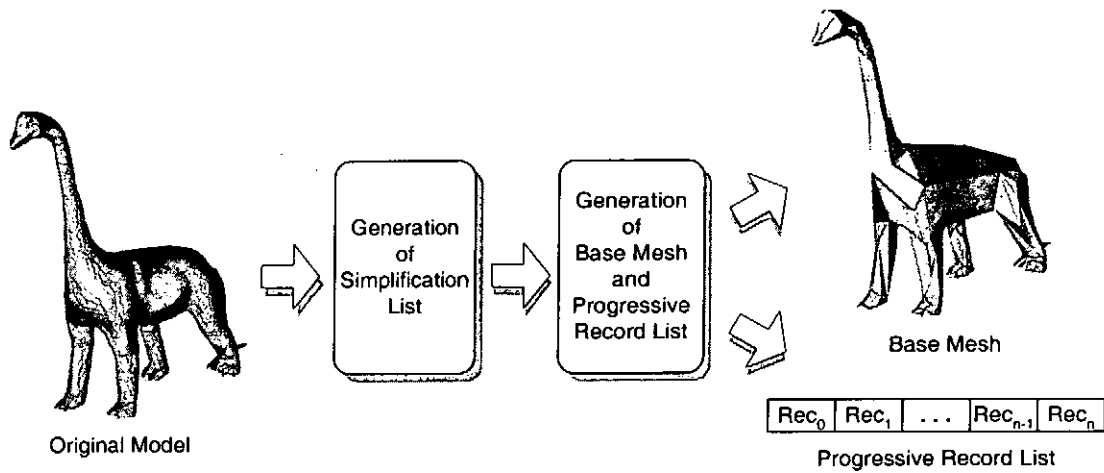 Generation
of
Simplification
List
Generation
of
Base Mesh
and
Progressive
Record List
Original Model
Base Mesh
Rec0 Rec1 ... Recn-1 Recn
Progressive Record List